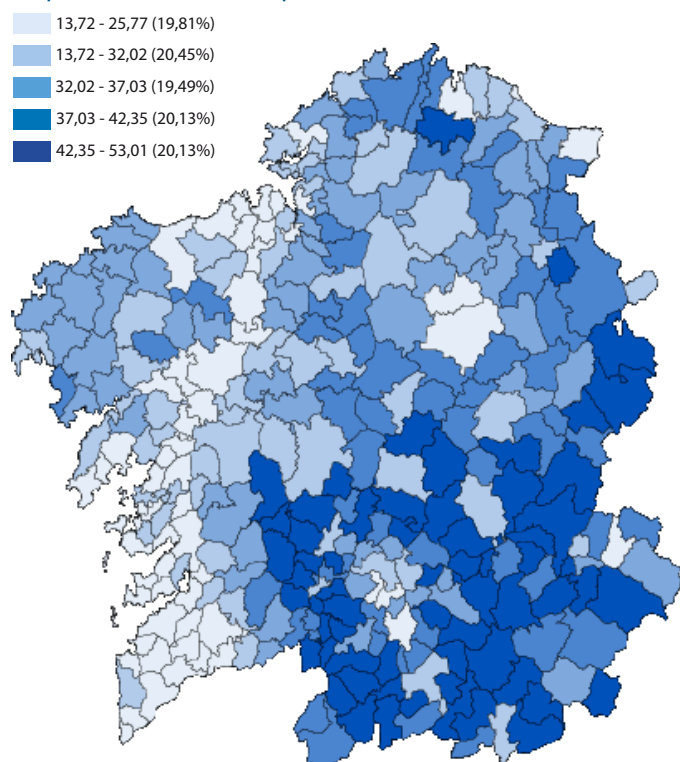 13,72 - 25,77 (19,81%)
13,72 - 32,02 (20,45%)
32,02 - 37,03 (19,49%)
37,03 - 42,35 (20,13%)
42,35 - 53,01 (20,13%)